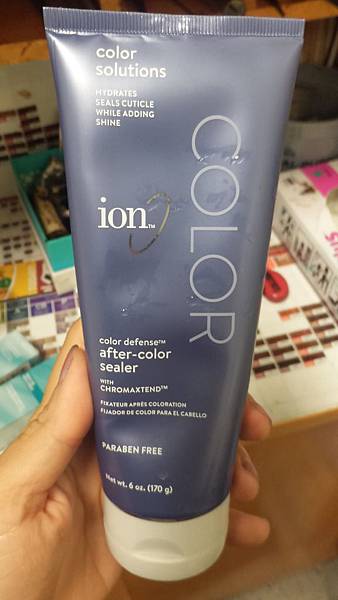 color
solutions
HYDRATES
SEALS CUTICLE
WHILE ADDING
SHINE
COLOR
ion™
color defense™
after-color
sealer
WITH
CHROMAXTEND™
FIXATEUR APRÈS COLORATION
FIJADOR DE COLOR PARA EL CABELLO
PARABEN FREE
Net wt. 6 oz. (170 g)